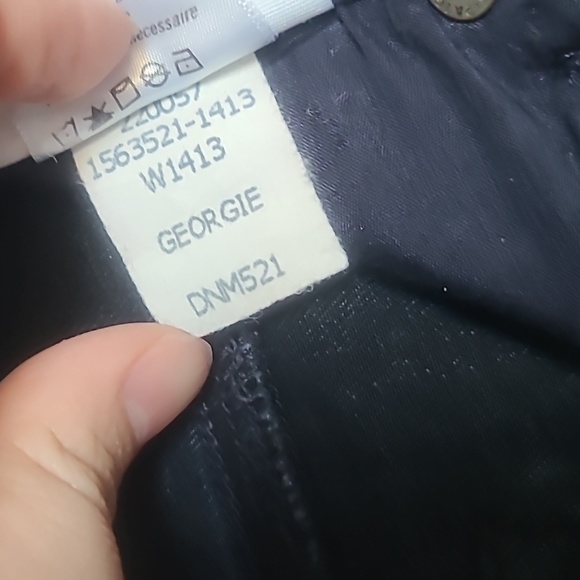 nécessaire
220057
1563521-1413
W1413
GEORGIE
DNM521